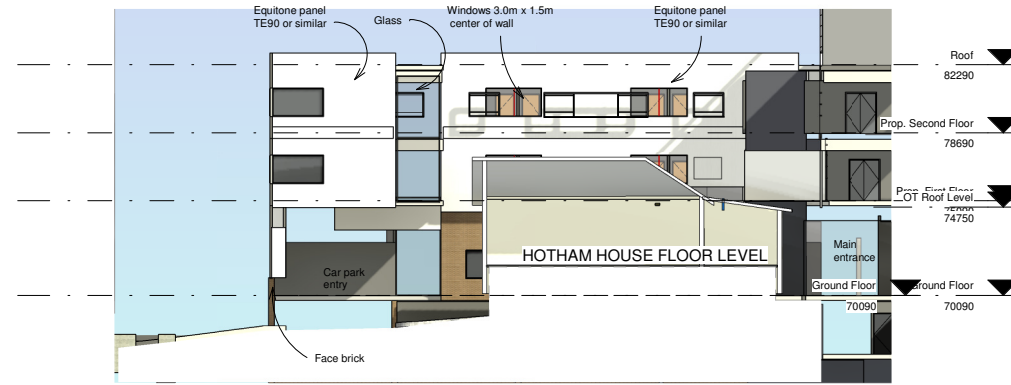 Equitone panel
TE90 or similar
Glass
Windows 3.0m x 1.5m
center of wall
Equitone panel
TE90 or similar
Roof
82290
Prop. Second Floor
78690
Prop. First Floor
OT Roof Level
74750
HOTHAM HOUSE FLOOR LEVEL
Main
entrance
Car park
entry
Ground Floor
Ground Floor
70090
70090
Face brick